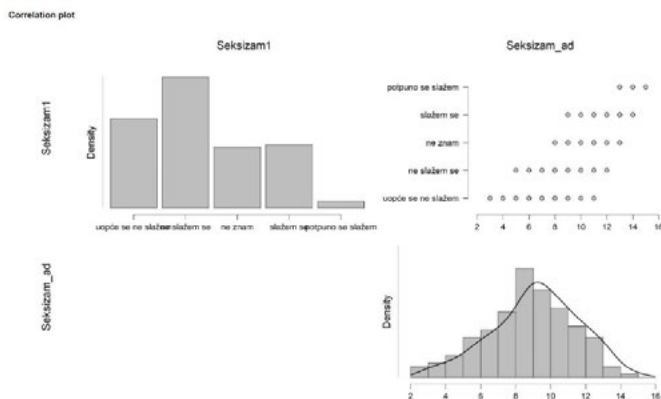 Correlation plot
Seksizam1
Seksizam_ad
Seksizam1
Density
uopće se ne slažem
ne slažem se
ne znam
slažem se
potpuno se slažem
potpuno se slažem
slažem se
ne znam
ne slažem se
uopće se ne slažem
2 4 6 8 10 12 14 16
Seksizam_ad
Density
2 4 6 8 10 12 14 16